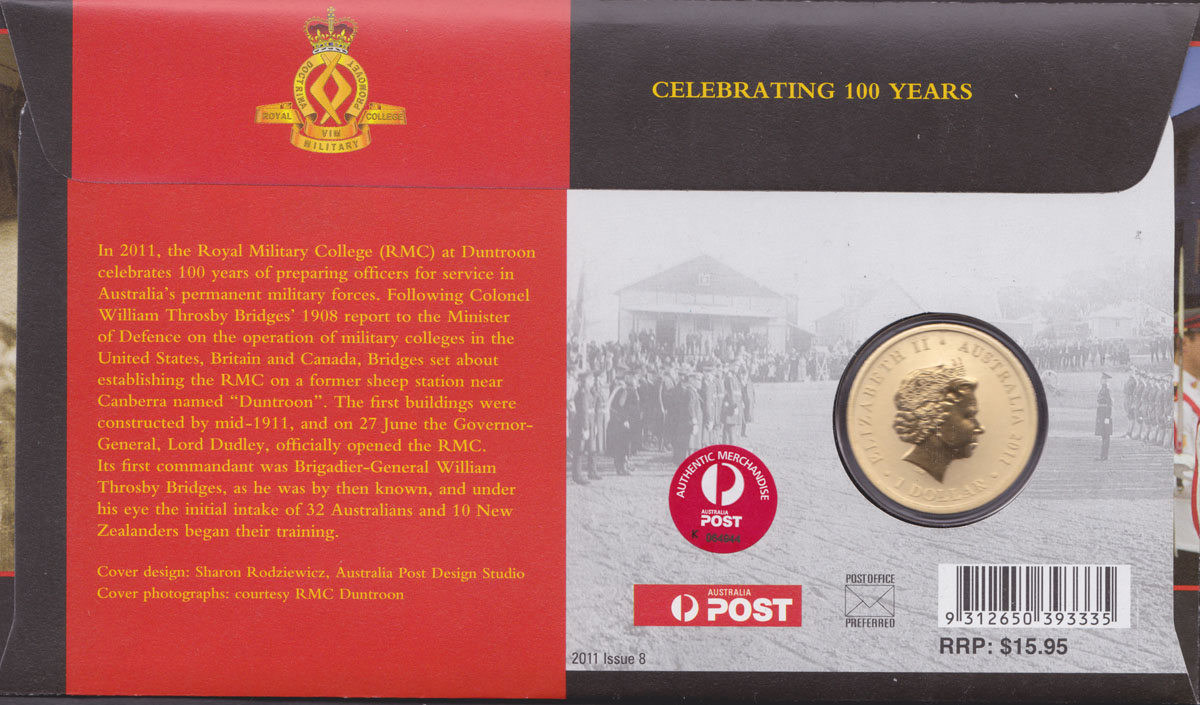 DOCTRINA
PROMOVET
ROYAL
COLLEGE
VIM
MILITARY
CELEBRATING 100 YEARS
In 2011, the Royal Military College (RMC) at Duntroon
celebrates 100 years of preparing officers for service in
Australia's permanent military forces. Following Colonel
William Throsby Bridges' 1908 report to the Minister
of Defence on the operation of military colleges in the
United States, Britain and Canada, Bridges set about
establishing the RMC on a former sheep station near
Canberra named “Duntroon”. The first buildings were
constructed by mid-1911, and on 27 June the Governor-
General, Lord Dudley, officially opened the RMC.
Its first commandant was Brigadier-General William
Throsby Bridges, as he was by then known, and under
his eye the initial intake of 32 Australians and 10 New
Zealanders began their training.
Cover design: Sharon Rodziewicz, Australia Post Design Studio
Cover photographs: courtesy RMC Duntroon
ELIZABETH II AUSTRALIA 2011
1 DOLLAR
AUTHENTIC MERCHANDISE
AUSTRALIA
POST
K
AUSTRALIA
POST
POST OFFICE
PREFERRED
9 312650 393335
RRP: $15.95
2011 Issue 8